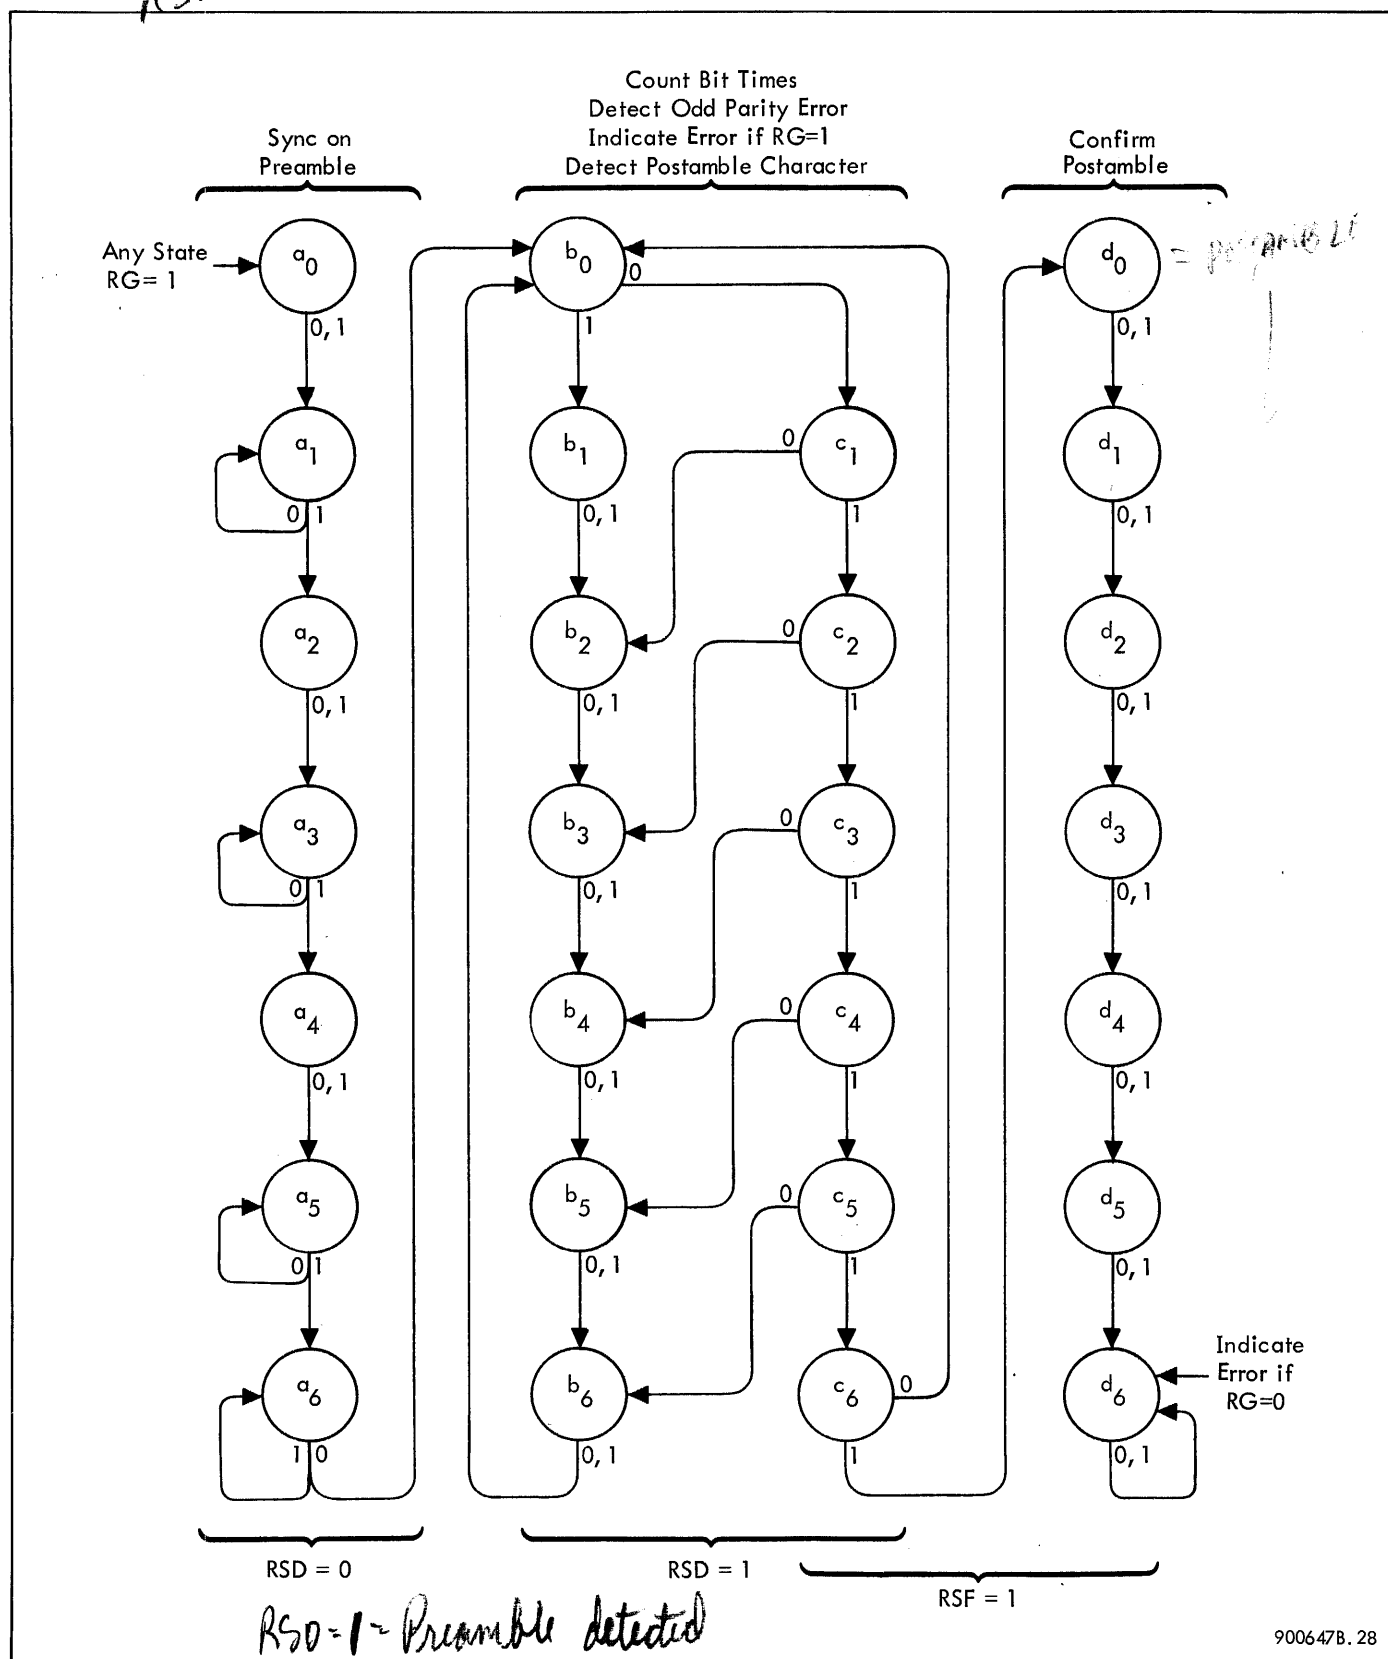 Count Bit Times
Detect Odd Parity Error
Indicate Error if RG=1
Detect Postamble Character
Sync on
Preamble
Confirm
Postamble
Any State
RG= 1
a0
0, 1
a1
0 1
a2
0, 1
a3
0 1
a4
0, 1
a5
0 1
a6
1 0
b0
0
1
b1
0, 1
b2
0, 1
b3
0, 1
b4
0, 1
b5
0, 1
b6
0, 1
0
c1
1
0
c2
1
0
c3
1
0
c4
1
0
c5
1
c6
0
1
d0
0, 1
d1
0, 1
d2
0, 1
d3
0, 1
d4
0, 1
d5
0, 1
d6
0, 1
Indicate
Error if
RG=0
RSD = 0
RSD = 1
RSF = 1
RSD=1= Preamble detected
900647B. 28